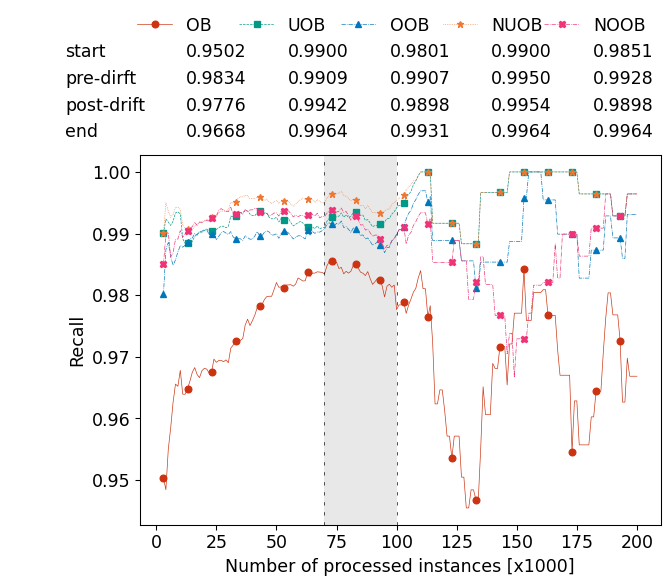 OB UOB OOB NUOB NOOB
start 0.9502 0.9900 0.9801 0.9900 0.9851
pre-dirft 0.9834 0.9909 0.9907 0.9950 0.9928
post-drift 0.9776 0.9942 0.9898 0.9954 0.9898
end 0.9668 0.9964 0.9931 0.9964 0.9964
1.00
0.99
0.98
0.97
0.96
0.95
Recall
0 25 50 75 100 125 150 175 200
Number of processed instances [x1000]